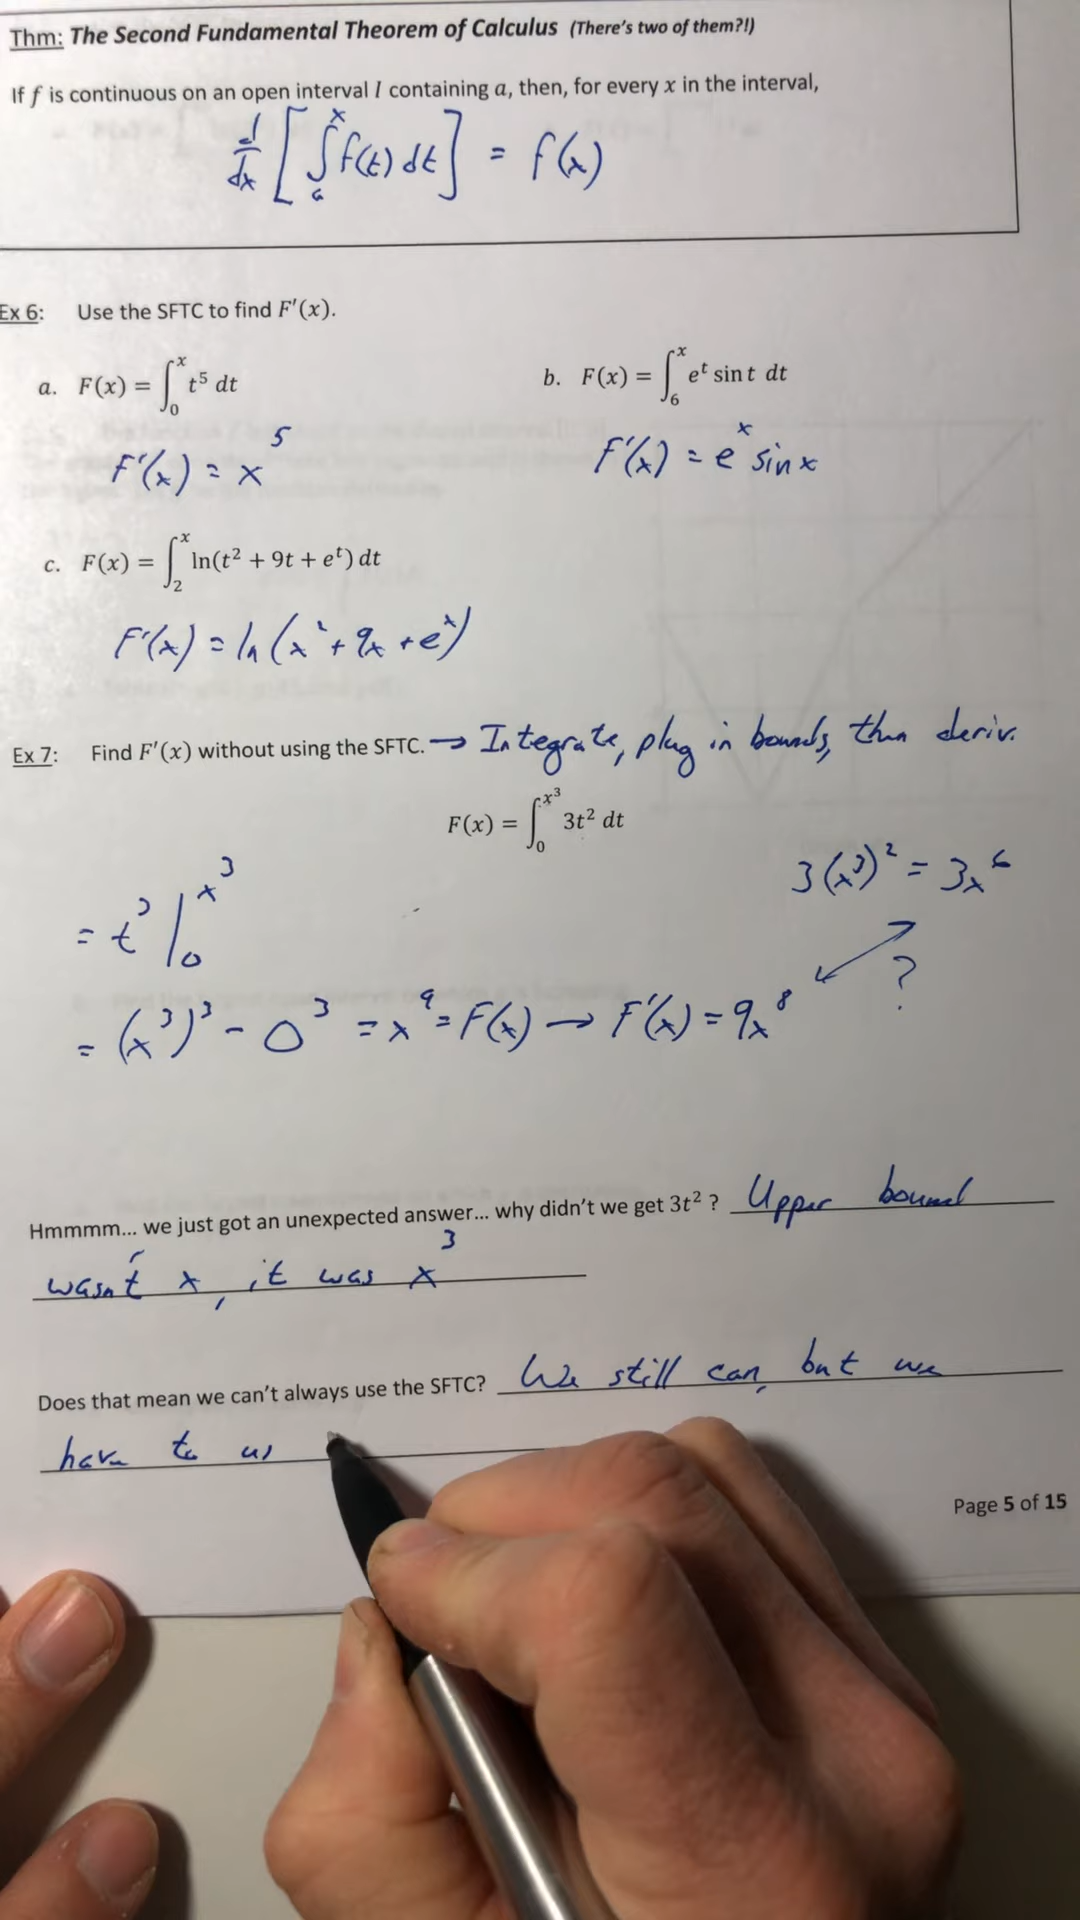 Thm: The Second Fundamental Theorem of Calculus (There's two of them?!)
If f is continuous on an open interval I containing a, then, for every x in the interval,
d/dx [∫ₐˣ f(t) dt] = f(x)
Ex 6: Use the SFTC to find F'(x).
a. F(x) = ∫₀ˣ t⁵ dt
b. F(x) = ∫₆ˣ eᵗ sin t dt
F'(x) = x⁵
F'(x) = eˣ sin x
c. F(x) = ∫₂ˣ ln(t² + 9t + eᵗ) dt
F'(x) = ln(x² + 9x + eˣ)
Ex 7: Find F'(x) without using the SFTC. → Integrate, plug in bounds, then deriv.
F(x) = ∫₀^(x³) 3t² dt
3(x³)² = 3x⁶
= t³ |₀^(x³)
?
= (x³)³ - 0³ = x⁹ = F(x) → F'(x) = 9x⁸
Hmmmm... we just got an unexpected answer... why didn't we get 3t² ? Upper bound
wasn't x, it was x³
Does that mean we can't always use the SFTC? We still can, but we
have to us
Page 5 of 15